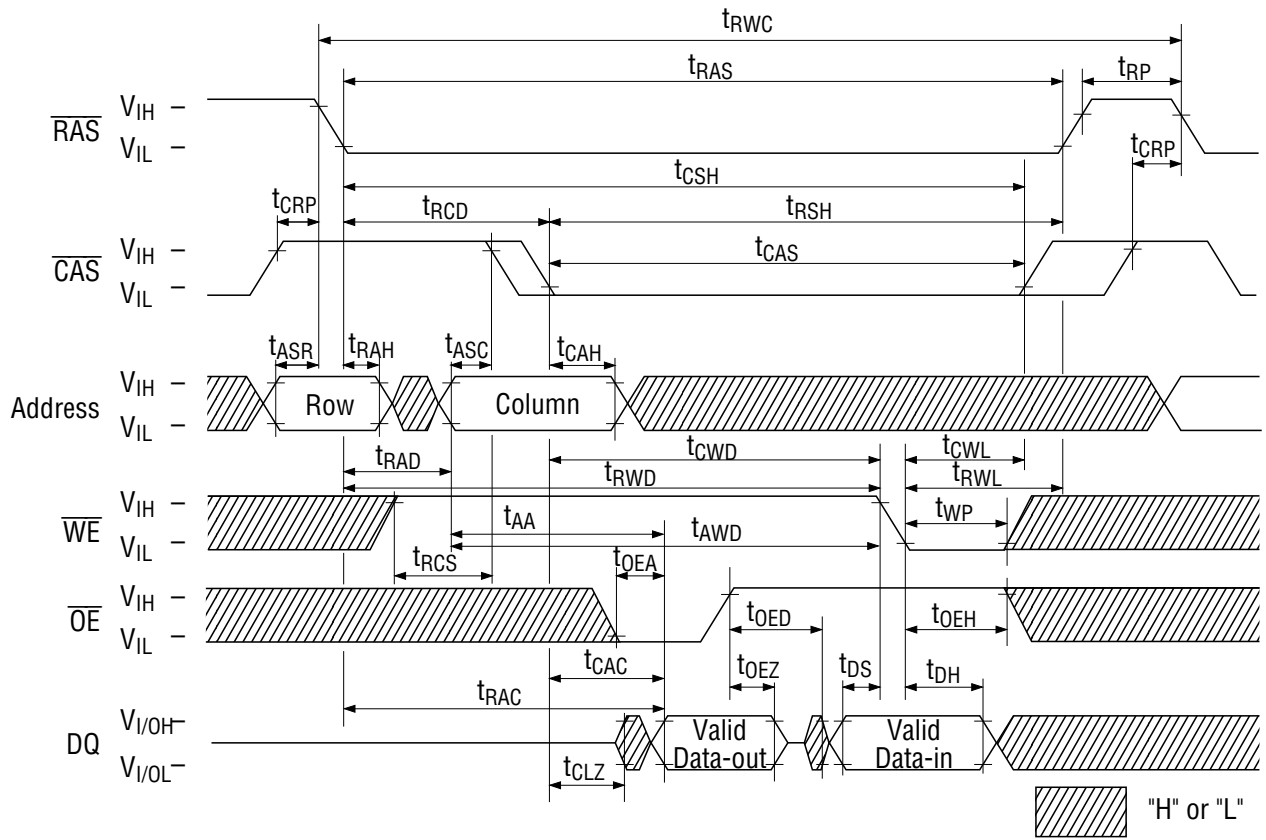 tRWC
tRAS
tRP
RAS
VIH
VIL
tCRP
tCSH
tCRP
tRCD
tRSH
CAS
VIH
VIL
tCAS
tASR
tRAH
tASC
tCAH
Address
VIH
VIL
Row
Column
tRAD
tCWD
tCWL
tRWD
tRWL
WE
VIH
VIL
tWP
tAA
tAWD
tRCS
tOEA
OE
VIH
VIL
tOED
tOEH
tCAC
tOEZ
tDS
tDH
tRAC
DQ
VI/OH
VI/OL
Valid
Data-out
Valid
Data-in
tCLZ
"H" or "L"